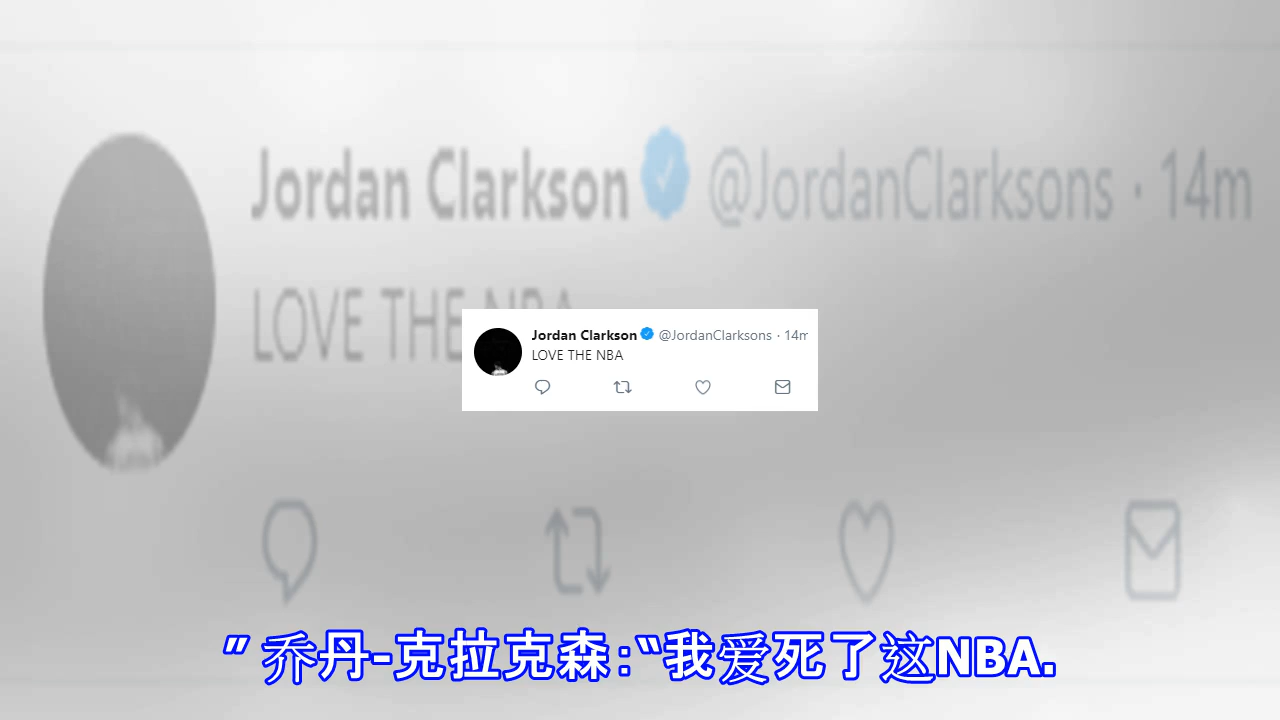 Jordan Clarkson @JordanClarksons · 14m
LOVE THE NBA
Jordan Clarkson @JordanClarksons · 14m
LOVE THE NBA
” 乔丹-克拉克森:“我爱死了这NBA.